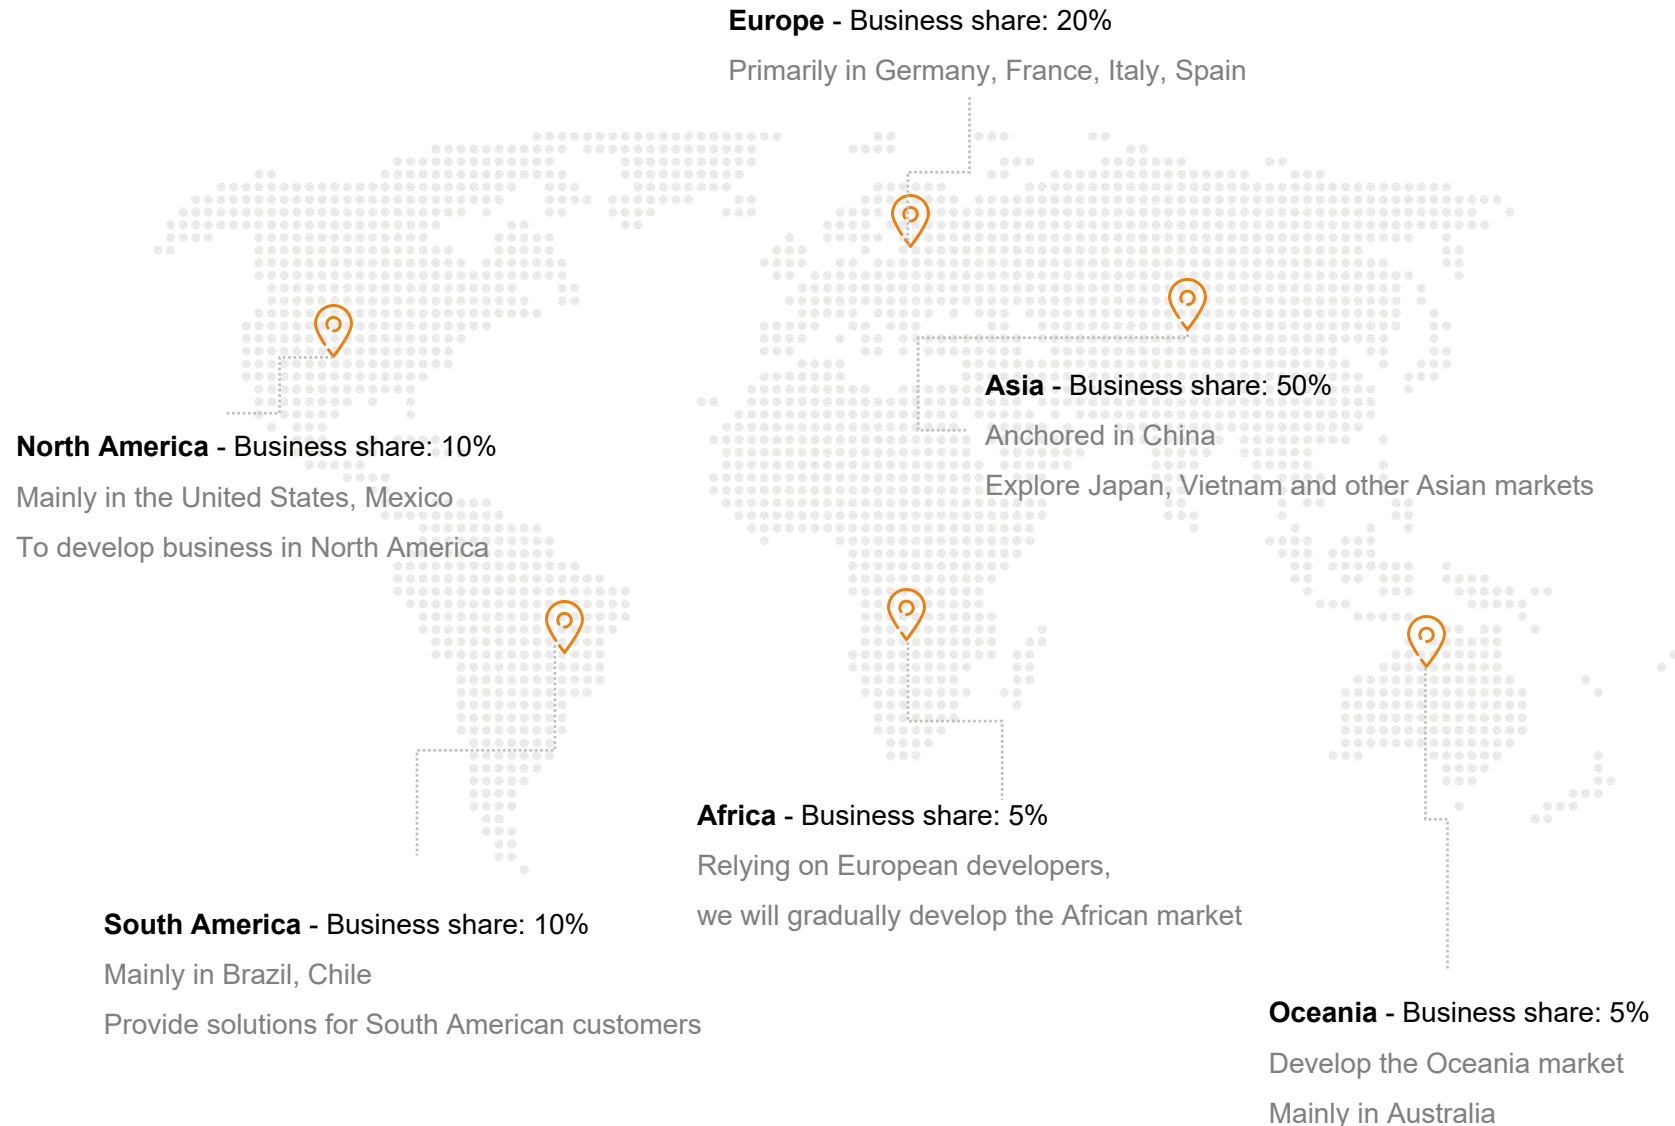 Europe - Business share: 20%
Primarily in Germany, France, Italy, Spain
Asia - Business share: 50%
Anchored in China
Explore Japan, Vietnam and other Asian markets
North America - Business share: 10%
Mainly in the United States, Mexico
To develop business in North America
Africa - Business share: 5%
Relying on European developers,
we will gradually develop the African market
South America - Business share: 10%
Mainly in Brazil, Chile
Provide solutions for South American customers
Oceania - Business share: 5%
Develop the Oceania market
Mainly in Australia